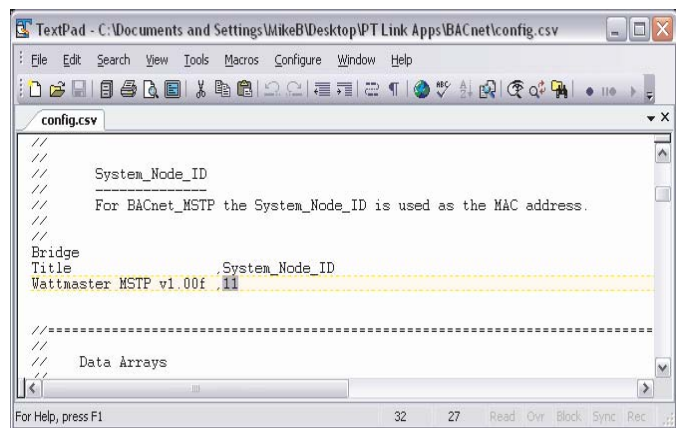 TextPad - C:\Documents and Settings\MikeB\Desktop\PT Link Apps\BACnet\config.csv
File Edit Search View Tools Macros Configure Window Help
config.csv
//
//
// System_Node_ID
// --------------
// For BACnet_MSTP the System_Node_ID is used as the MAC address.
//
//
Bridge
Title ,System_Node_ID
Wattmaster MSTP v1.00f ,11
//==============================================================================
//
// Data Arrays
//
For Help, press F1 32 27 Read Ovr Block Sync Rec